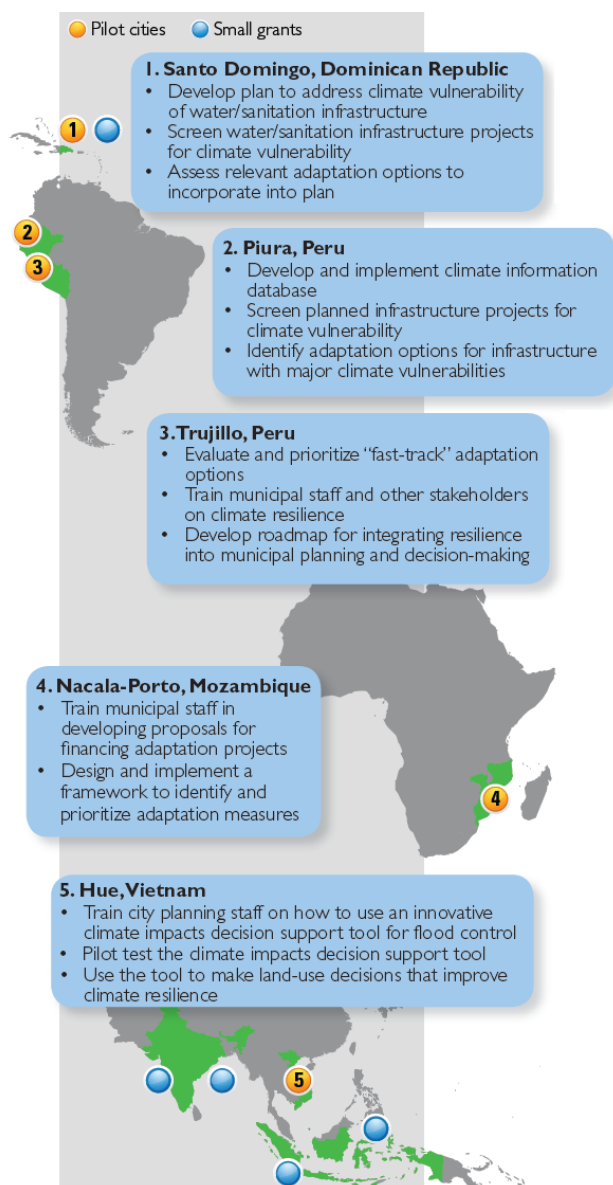 Pilot cities Small grants
1. Santo Domingo, Dominican Republic
• Develop plan to address climate vulnerability
of water/sanitation infrastructure
• Screen water/sanitation infrastructure projects
for climate vulnerability
• Assess relevant adaptation options to
incorporate into plan
1
2
3
2. Piura, Peru
• Develop and implement climate information
database
• Screen planned infrastructure projects for
climate vulnerability
• Identify adaptation options for infrastructure
with major climate vulnerabilities
3. Trujillo, Peru
• Evaluate and prioritize “fast-track” adaptation
options
• Train municipal staff and other stakeholders
on climate resilience
• Develop roadmap for integrating resilience
into municipal planning and decision-making
4. Nacala-Porto, Mozambique
• Train municipal staff in
developing proposals for
financing adaptation projects
• Design and implement a
framework to identify and
prioritize adaptation measures
4
5. Hue, Vietnam
• Train city planning staff on how to use an innovative
climate impacts decision support tool for flood control
• Pilot test the climate impacts decision support tool
• Use the tool to make land-use decisions that improve
climate resilience
5